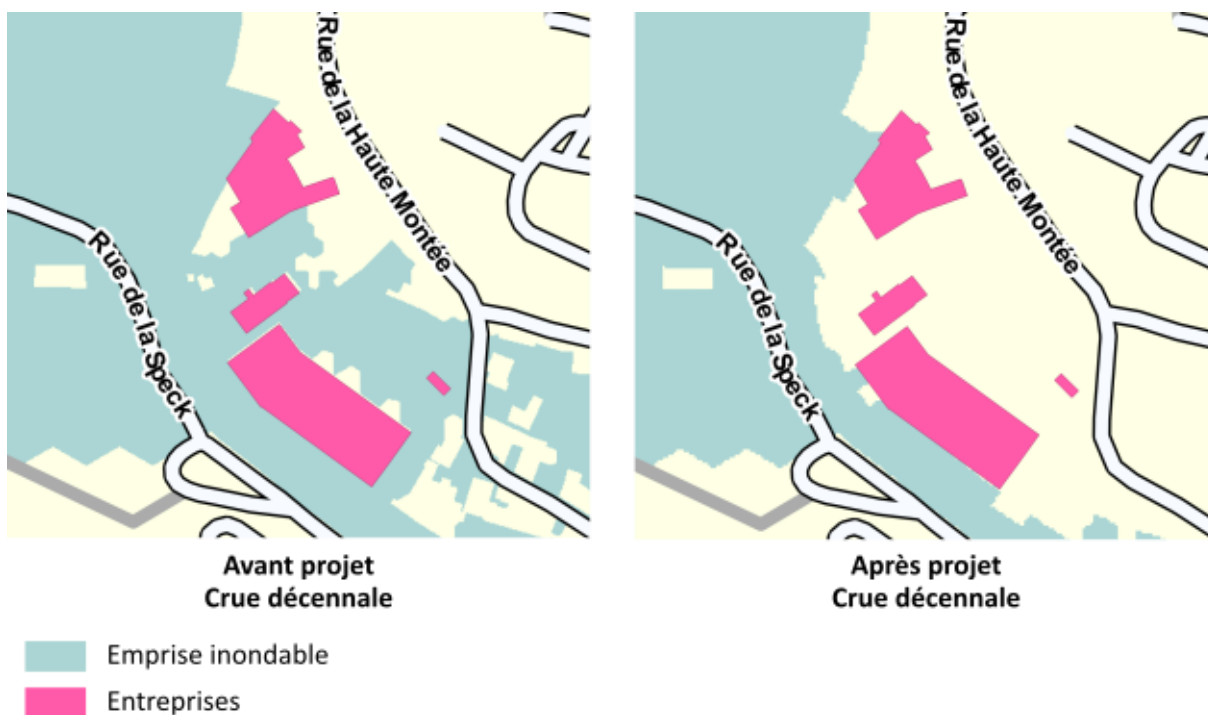 Rue de la Haute Montée
Rue de la Speck
Rue de la Haute Montée
Rue de la Speck
Avant projet
Crue décennale
Après projet
Crue décennale
Emprise inondable
Entreprises